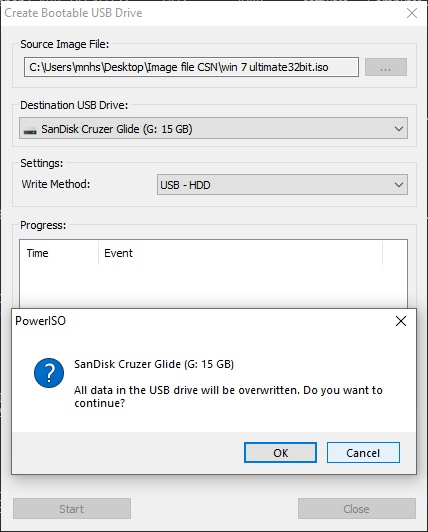 Create Bootable USB Drive
Source Image File:
C:\Users\mnhs\Desktop\Image file CSN\win 7 ultimate32bit.iso
...
Destination USB Drive:
SanDisk Cruzer Glide (G: 15 GB)
Settings:
Write Method:
USB - HDD
Progress:
Time Event
PowerISO
SanDisk Cruzer Glide (G: 15 GB)
All data in the USB drive will be overwritten. Do you want to
continue?
OK Cancel
Start Close